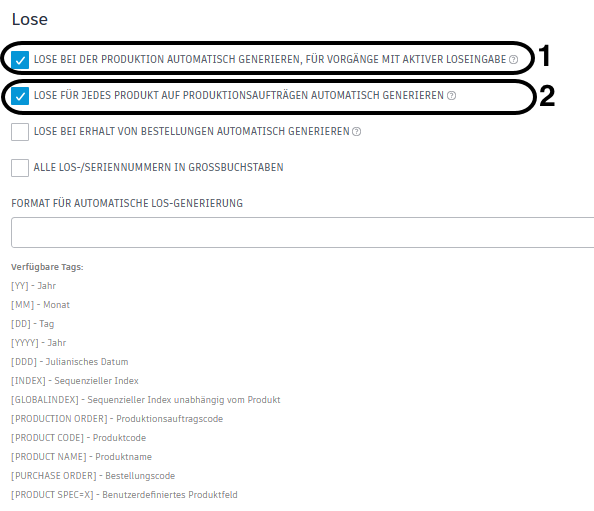 Lose
LOSE BEI DER PRODUKTION AUTOMATISCH GENERIEREN, FÜR VORGÄNGE MIT AKTIVER LOSEINGABE ?
1
LOSE FÜR JEDES PRODUKT AUF PRODUKTIONSAUFTRÄGEN AUTOMATISCH GENERIEREN ?
2
LOSE BEI ERHALT VON BESTELLUNGEN AUTOMATISCH GENERIEREN ?
ALLE LOS-/SERIENNUMMERN IN GROSSBUCHSTABEN
FORMAT FÜR AUTOMATISCHE LOS-GENERIERUNG
Verfügbare Tags:
[YY] - Jahr
[MM] - Monat
[DD] - Tag
[YYYY] - Jahr
[DDD] - Julianisches Datum
[INDEX] - Sequenzieller Index
[GLOBALINDEX] - Sequenzieller Index unabhängig vom Produkt
[PRODUCTION ORDER] - Produktionsauftragscode
[PRODUCT CODE] - Produktcode
[PRODUCT NAME] - Produktname
[PURCHASE ORDER] - Bestellungscode
[PRODUCT SPEC=X] - Benutzerdefiniertes Produktfeld